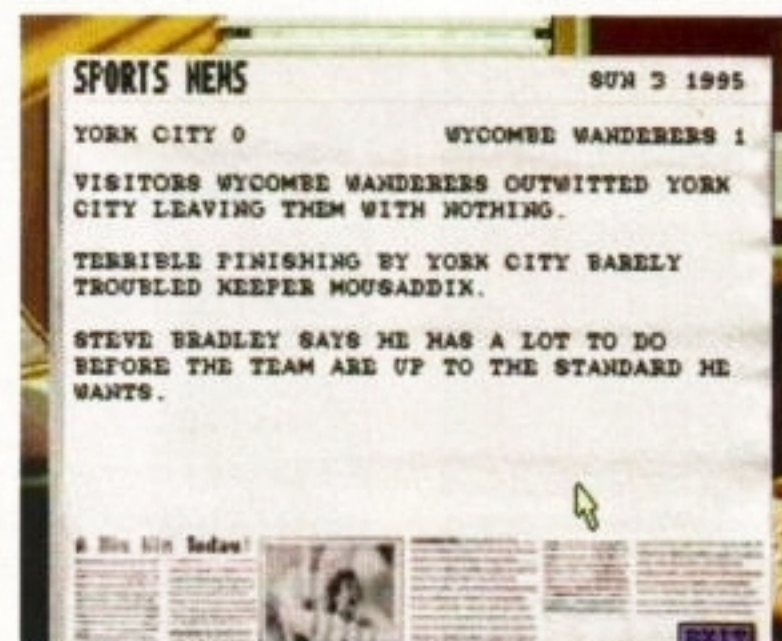 SPORTS NEWS
SUN 3 1995
YORK CITY 0 WYCOMBE WANDERERS 1
VISITORS WYCOMBE WANDERERS OUTWITTED YORK
CITY LEAVING THEM WITH NOTHING.
TERRIBLE FINISHING BY YORK CITY BARELY
TROUBLED KEEPER MOUSADDIK.
STEVE BRADLEY SAYS HE HAS A LOT TO DO
BEFORE THE TEAM ARE UP TO THE STANDARD HE
WANTS.
Today!
EXIT